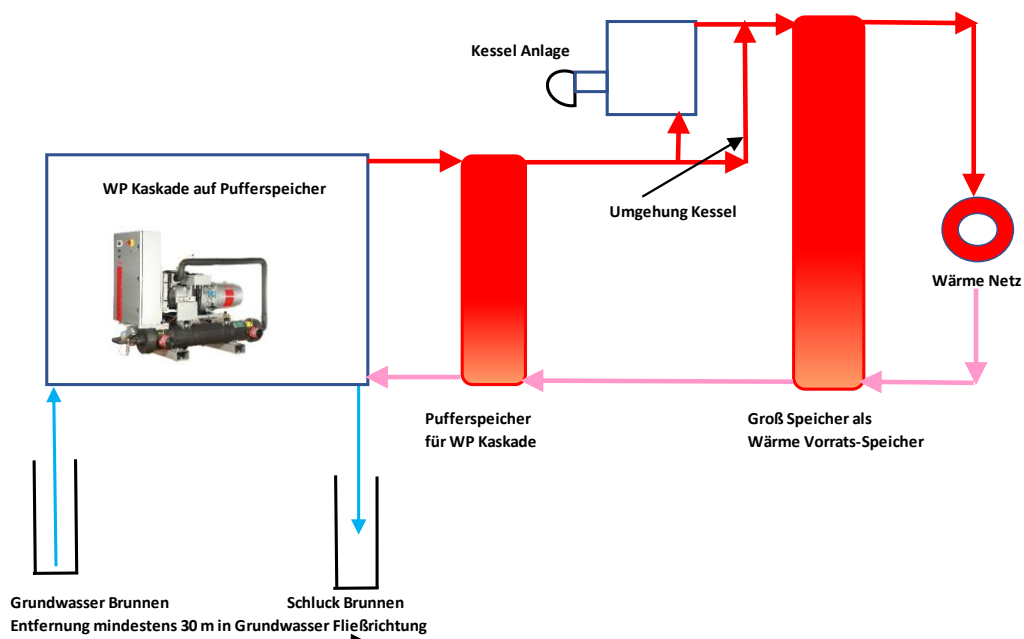 Kessel Anlage
WP Kaskade auf Pufferspeicher
Umgehung Kessel
Wärme Netz
Pufferspeicher
für WP Kaskade
Groß Speicher als
Wärme Vorrats-Speicher
Grundwasser Brunnen
Schluck Brunnen
Entfernung mindestens 30 m in Grundwasser Fließrichtung